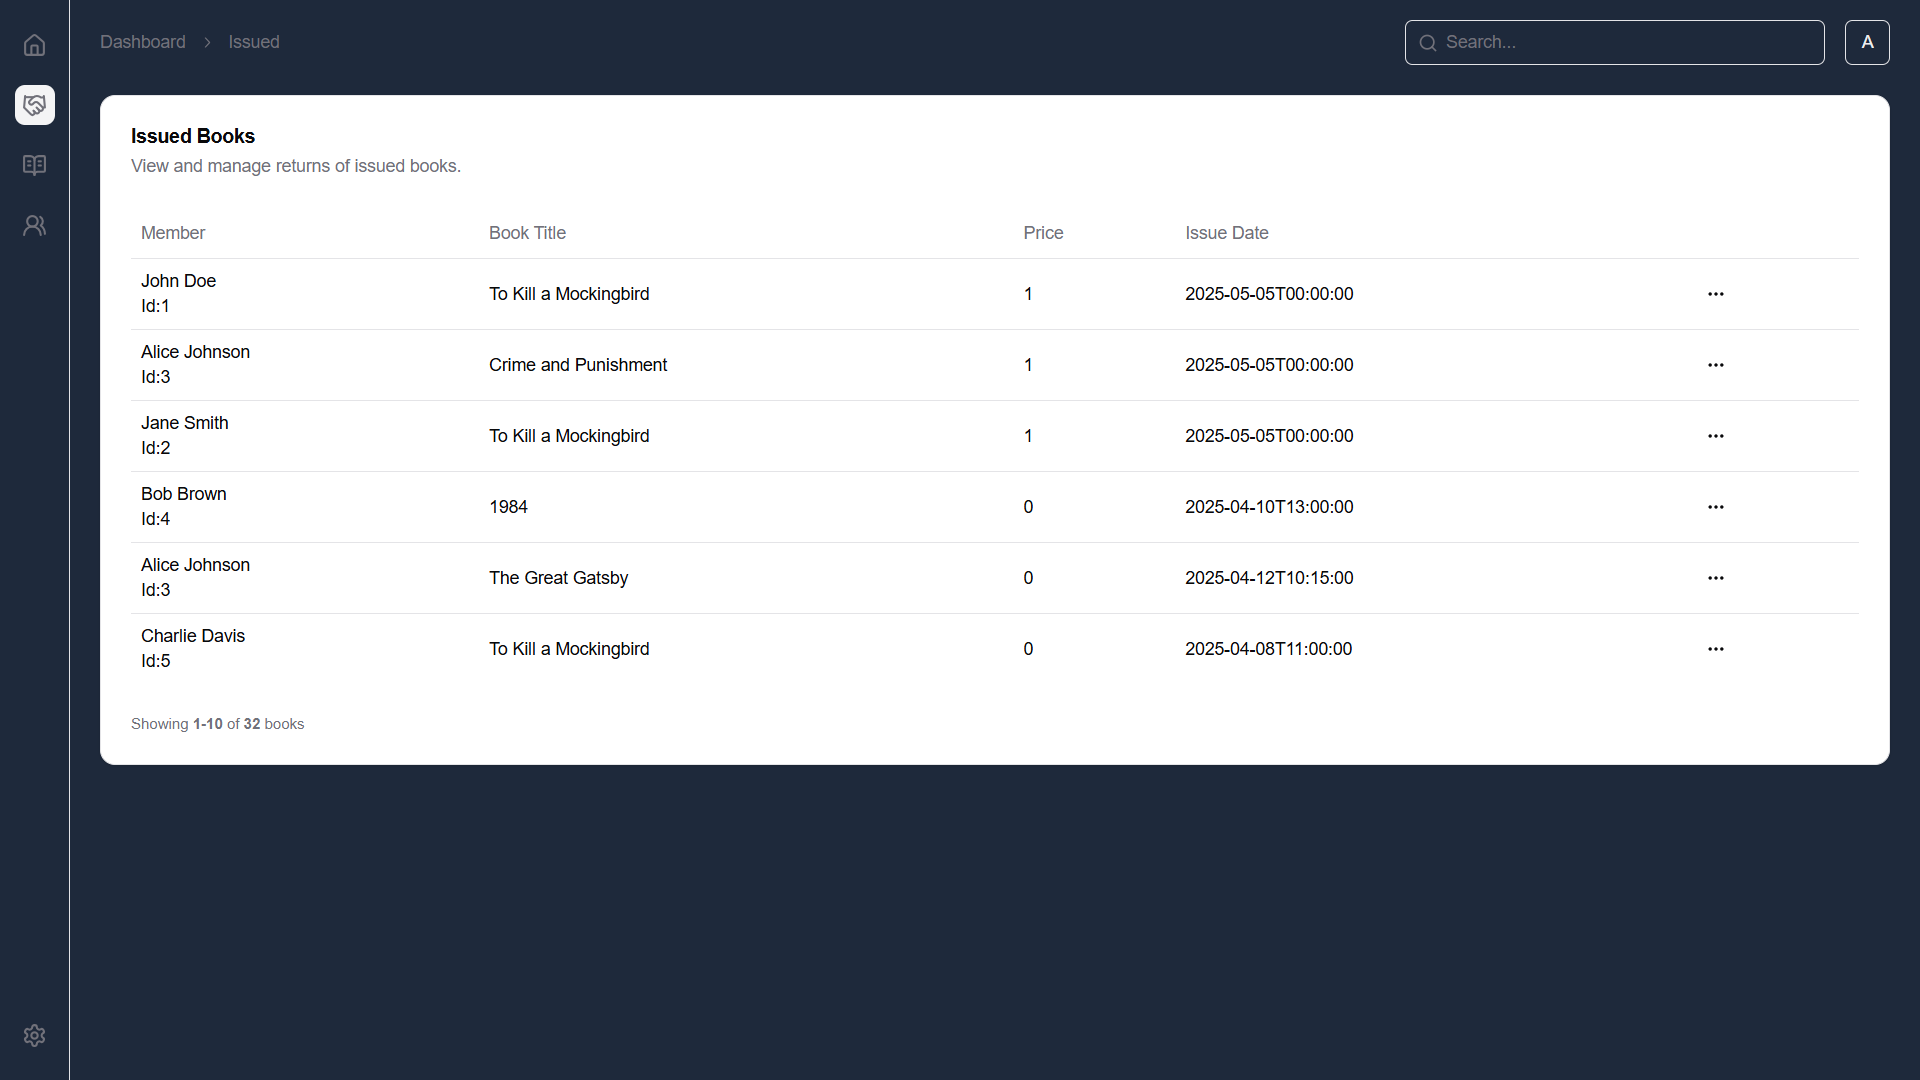 Dashboard > Issued
Search...
A
Issued Books
View and manage returns of issued books.
Member Book Title Price Issue Date
John Doe
Id:1
To Kill a Mockingbird 1 2025-05-05T00:00:00 ...
Alice Johnson
Id:3
Crime and Punishment 1 2025-05-05T00:00:00 ...
Jane Smith
Id:2
To Kill a Mockingbird 1 2025-05-05T00:00:00 ...
Bob Brown
Id:4
1984 0 2025-04-10T13:00:00 ...
Alice Johnson
Id:3
The Great Gatsby 0 2025-04-12T10:15:00 ...
Charlie Davis
Id:5
To Kill a Mockingbird 0 2025-04-08T11:00:00 ...
Showing 1-10 of 32 books